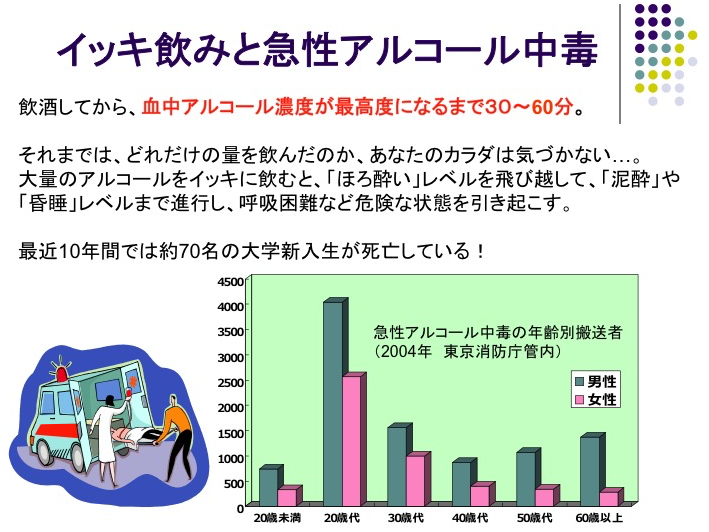 イッキ飲みと急性アルコール中毒
飲酒してから、血中アルコール濃度が最高度になるまで３０～60分。
それまでは、どれだけの量を飲んだのか、あなたのカラダは気づかない…。
大量のアルコールをイッキに飲むと、「ほろ酔い」レベルを飛び越して、「泥酔」や
「昏睡」レベルまで進行し、呼吸困難など危険な状態を引き起こす。
最近10年間では約70名の大学新入生が死亡している！
急性アルコール中毒の年齢別搬送者
（2004年　東京消防庁管内）
男性
女性
4500
4000
3500
3000
2500
2000
1500
1000
500
0
20歳未満 20歳代 30歳代 40歳代 50歳代 60歳以上